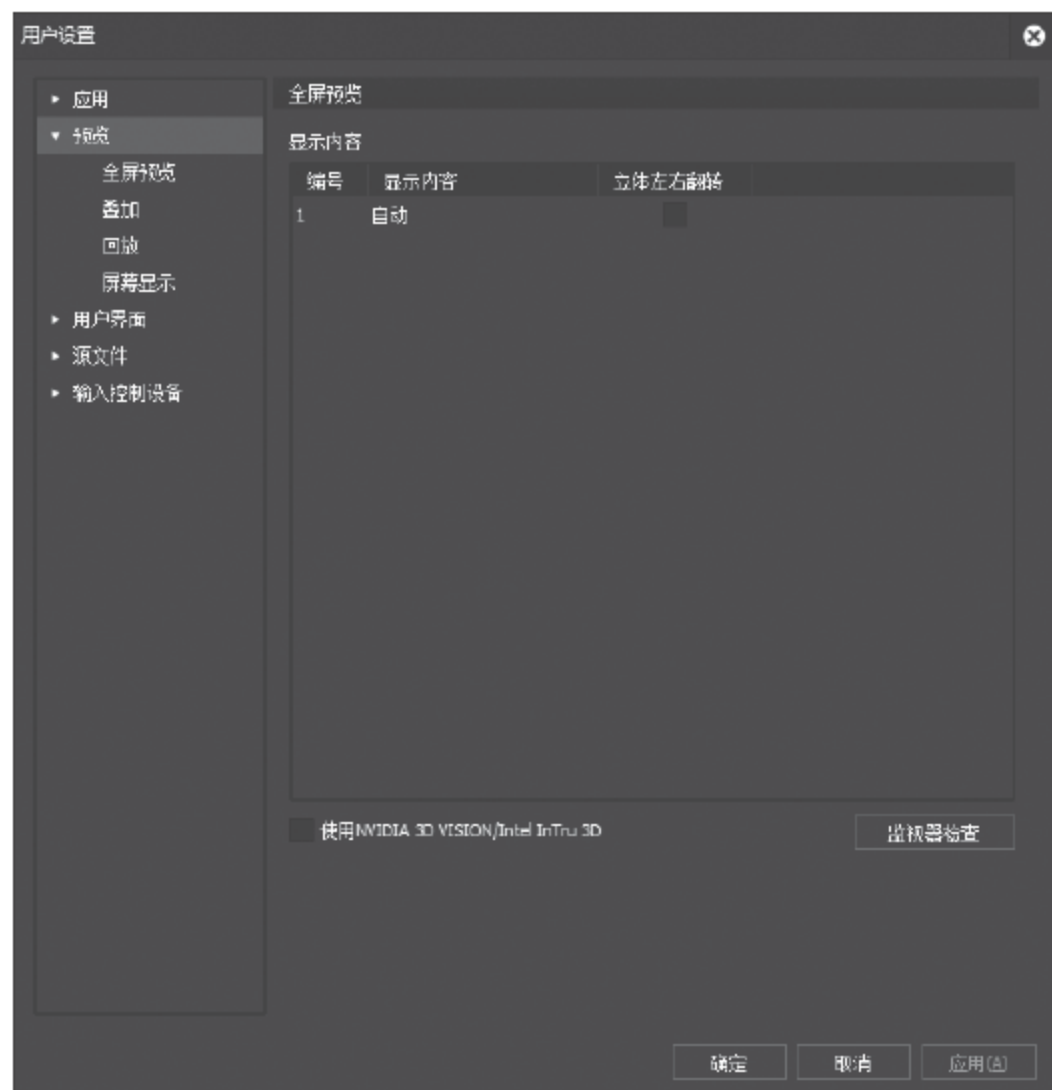 用户设置
应用
预览
全屏预览
叠加
回放
屏幕显示
用户界面
源文件
输入控制设备
全屏预览
显示内容
编号 显示内容 立体左右翻转
1 自动
使用NVIDIA 3D VISION/Intel InTru 3D
监视器检查
确定 取消 应用(A)